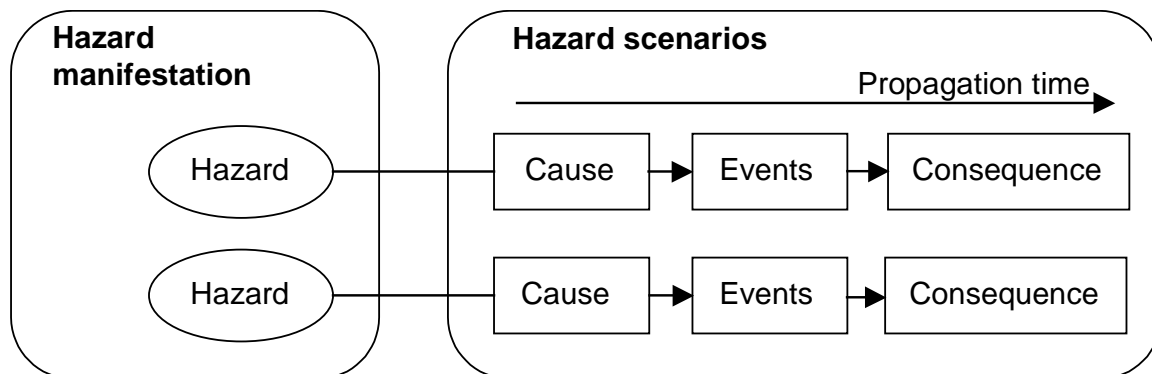 Hazard
manifestation
Hazard scenarios
Propagation time
Hazard
Cause
Events
Consequence
Hazard
Cause
Events
Consequence